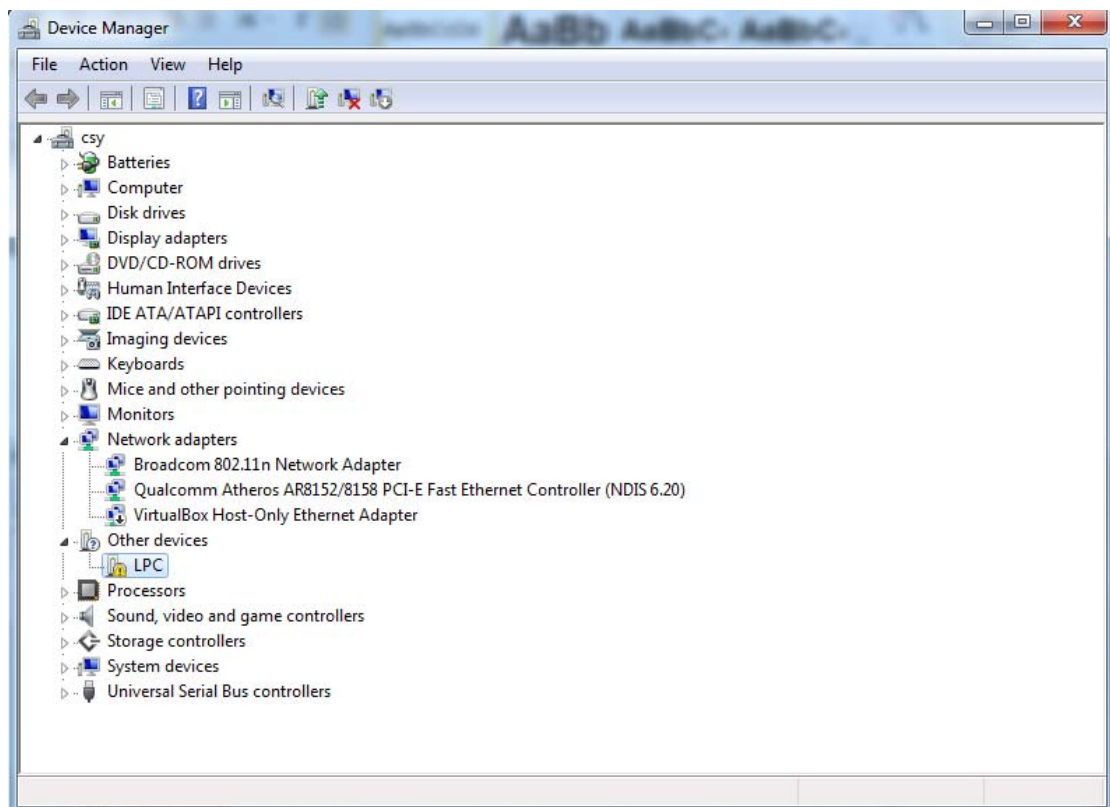 Device Manager
File Action View Help
csy
Batteries
Computer
Disk drives
Display adapters
DVD/CD-ROM drives
Human Interface Devices
IDE ATA/ATAPI controllers
Imaging devices
Keyboards
Mice and other pointing devices
Monitors
Network adapters
Broadcom 802.11n Network Adapter
Qualcomm Atheros AR8152/8158 PCI-E Fast Ethernet Controller (NDIS 6.20)
VirtualBox Host-Only Ethernet Adapter
Other devices
LPC
Processors
Sound, video and game controllers
Storage controllers
System devices
Universal Serial Bus controllers